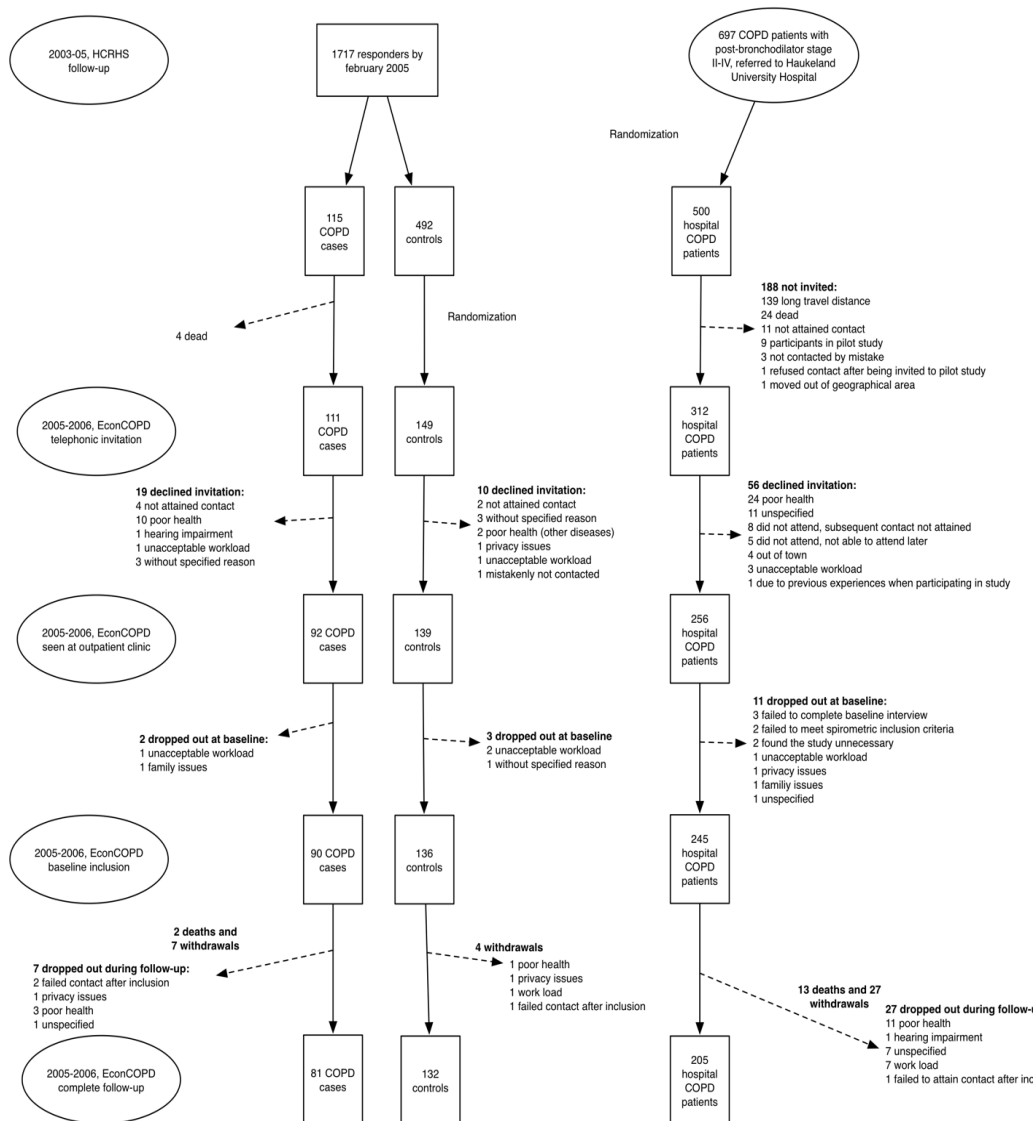 2003-05, HCRHS
follow-up
1717 responders by
february 2005
697 COPD patients with
post-bronchodilator stage
II-IV, referred to Haukeland
University Hospital
Randomization
115
COPD
cases
492
controls
500
hospital
COPD
patients
4 dead
Randomization
188 not invited:
139 long travel distance
24 dead
11 not attained contact
9 participants in pilot study
3 not contacted by mistake
1 refused contact after being invited to pilot study
1 moved out of geographical area
2005-2006, EconCOPD
telephonic invitation
111
COPD
cases
149
controls
312
hospital
COPD
patients
19 declined invitation:
4 not attained contact
10 poor health
1 hearing impairment
1 unacceptable workload
3 without specified reason
10 declined invitation:
2 not attained contact
3 without specified reason
2 poor health (other diseases)
1 privacy issues
1 unacceptable workload
1 mistakenly not contacted
56 declined invitation:
24 poor health
11 unspecified
8 did not attend, subsequent contact not attained
5 did not attend, not able to attend later
4 out of town
3 unacceptable workload
1 due to previous experiences when participating in study
2005-2006, EconCOPD
seen at outpatient clinic
92 COPD
cases
139
controls
256
hospital
COPD
patients
2 dropped out at baseline:
1 unacceptable workload
1 family issues
3 dropped out at baseline
2 unacceptable workload
1 without specified reason
11 dropped out at baseline:
3 failed to complete baseline interview
2 failed to meet spirometric inclusion criteria
2 found the study unnecessary
1 unacceptable workload
1 privacy issues
1 familiy issues
1 unspecified
2005-2006, EconCOPD
baseline inclusion
90 COPD
cases
136
controls
245
hospital
COPD
patients
2 deaths and
7 withdrawals
7 dropped out during follow-up:
2 failed contact after inclusion
1 privacy issues
3 poor health
1 unspecified
4 withdrawals
1 poor health
1 privacy issues
1 work load
1 failed contact after inclusion
13 deaths and 27
withdrawals
27 dropped out during follow-u
11 poor health
1 hearing impairment
7 unspecified
7 work load
1 failed to attain contact after inc
2005-2006, EconCOPD
complete follow-up
81 COPD
cases
132
controls
205
hospital
COPD
patients